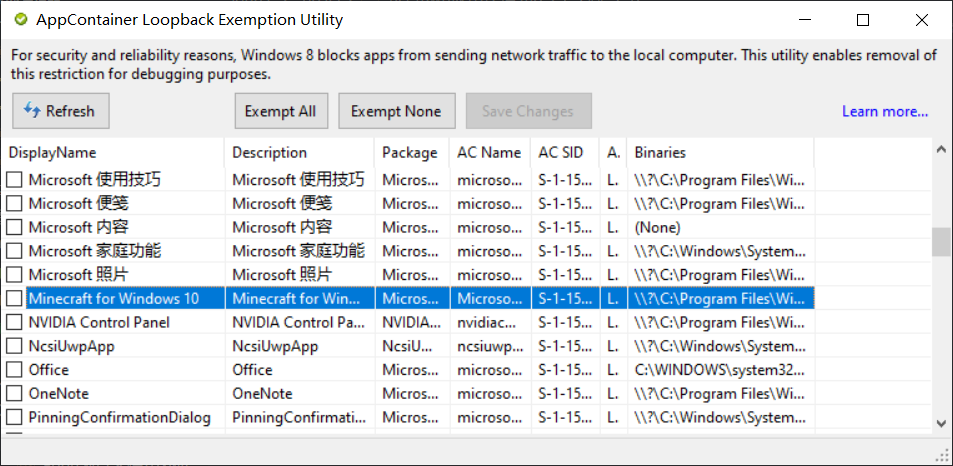 AppContainer Loopback Exemption Utility
For security and reliability reasons, Windows 8 blocks apps from sending network traffic to the local computer. This utility enables removal of
this restriction for debugging purposes.
Refresh Exempt All Exempt None Save Changes Learn more...
DisplayName Description Package AC Name AC SID A. Binaries
Microsoft 使用技巧 Microsoft 使用技巧 Micros... microso... S-1-15... L. \\?\C:\Program Files\Wi...
Microsoft 便笺 Microsoft 便笺 Micros... microso... S-1-15... L. \\?\C:\Program Files\Wi...
Microsoft 内容 Microsoft 内容 Micros... microso... S-1-15... L. (None)
Microsoft 家庭功能 Microsoft 家庭功能 Micros... microso... S-1-15... L. \\?\C:\Windows\System...
Microsoft 照片 Microsoft 照片 Micros... microso... S-1-15... L. \\?\C:\Program Files\Wi...
Minecraft for Windows 10 Minecraft for Win... Micros... Microso... S-1-15... L. \\?\C:\Program Files\Wi...
NVIDIA Control Panel NVIDIA Control Pa... NVIDIA... nvidiac... S-1-15... L. \\?\C:\Program Files\Wi...
NcsiUwpApp NcsiUwpApp NcsiU... ncsiuwp... S-1-15... L. \\?\C:\Windows\System...
Office Office Micros... microso... S-1-15... L. C:\WINDOWS\system32...
OneNote OneNote Micros... microso... S-1-15... L. \\?\C:\Program Files\Wi...
PinningConfirmationDialog PinningConfirmati... Micros... microso... S-1-15... L. \\?\C:\Windows\System...